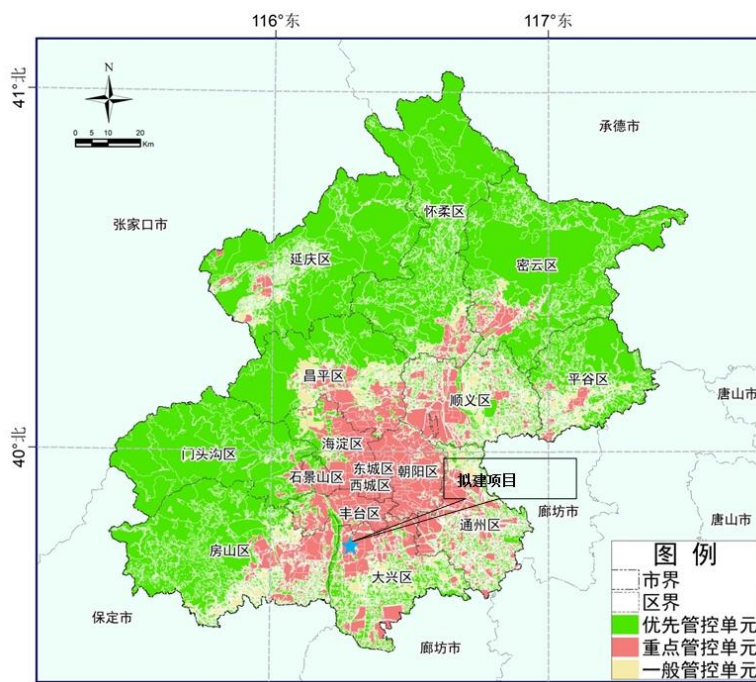 116°东
117°东
41°北
N
0 5 10 20
Km
承德市
怀柔区
张家口市
延庆区
密云区
昌平区
顺义区
平谷区
唐山市
40°北
海淀区
门头沟区
东城区
朝阳区
石景山区
西城区
拟建项目
丰台区
通州区
廊坊市
唐山市
房山区
大兴区
保定市
廊坊市
图 例
市界
区界
优先管控单元
重点管控单元
一般管控单元